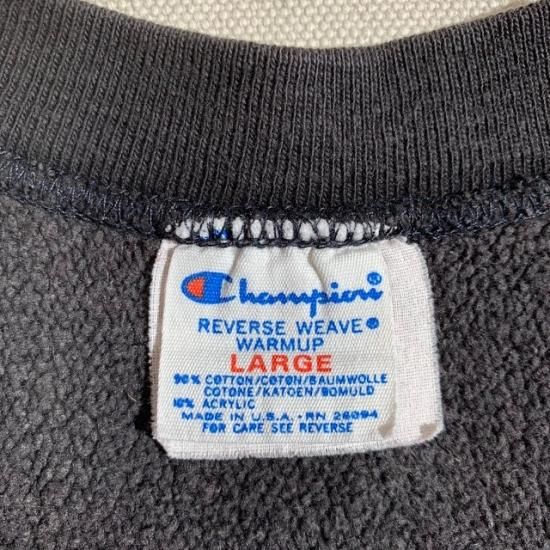 Champion®
REVERSE WEAVE®
WARMUP
LARGE
90% COTTON/COTON/BAUMWOLLE
COTONE/KATOEN/BOMULD
10% ACRYLIC
MADE IN U.S.A.-RN 26094
FOR CARE SEE REVERSE